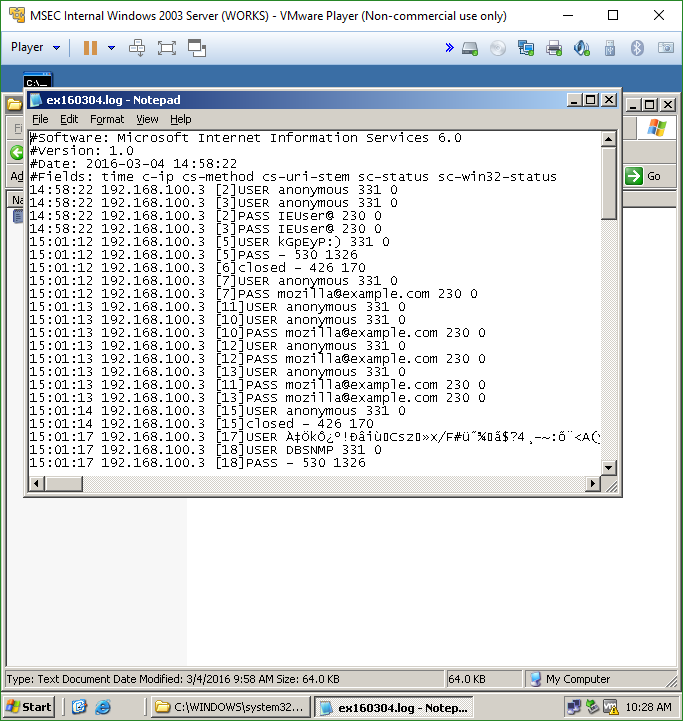 MSEC Internal Windows 2003 Server (WORKS) - VMware Player (Non-commercial use only)
Player
C:\...
ex160304.log - Notepad
File Edit Format View Help
#Software: Microsoft Internet Information Services 6.0
#Version: 1.0
#Date: 2016-03-04 14:58:22
#Fields: time c-ip cs-method cs-uri-stem sc-status sc-win32-status
14:58:22 192.168.100.3 [2]USER anonymous 331 0
14:58:22 192.168.100.3 [3]USER anonymous 331 0
14:58:22 192.168.100.3 [2]PASS IEUser@ 230 0
14:58:22 192.168.100.3 [3]PASS IEUser@ 230 0
15:01:12 192.168.100.3 [5]USER kGpEyP:) 331 0
15:01:12 192.168.100.3 [5]PASS - 530 1326
15:01:12 192.168.100.3 [6]closed - 426 170
15:01:12 192.168.100.3 [7]USER anonymous 331 0
15:01:12 192.168.100.3 [7]PASS mozilla@example.com 230 0
15:01:13 192.168.100.3 [11]USER anonymous 331 0
15:01:13 192.168.100.3 [10]USER anonymous 331 0
15:01:13 192.168.100.3 [10]PASS mozilla@example.com 230 0
15:01:13 192.168.100.3 [12]USER anonymous 331 0
15:01:13 192.168.100.3 [12]PASS mozilla@example.com 230 0
15:01:13 192.168.100.3 [13]USER anonymous 331 0
15:01:13 192.168.100.3 [11]PASS mozilla@example.com 230 0
15:01:13 192.168.100.3 [13]PASS mozilla@example.com 230 0
15:01:14 192.168.100.3 [15]USER anonymous 331 0
15:01:14 192.168.100.3 [15]closed - 426 170
15:01:17 192.168.100.3 [17]USER
15:01:17 192.168.100.3 [18]USER DBSNMP 331 0
15:01:17 192.168.100.3 [18]PASS - 530 1326
Go
Type: Text Document Date Modified: 3/4/2016 9:58 AM Size: 64.0 KB
64.0 KB
My Computer
Start
C:\WINDOWS\system32...
ex160304.log - Notep...
10:28 AM